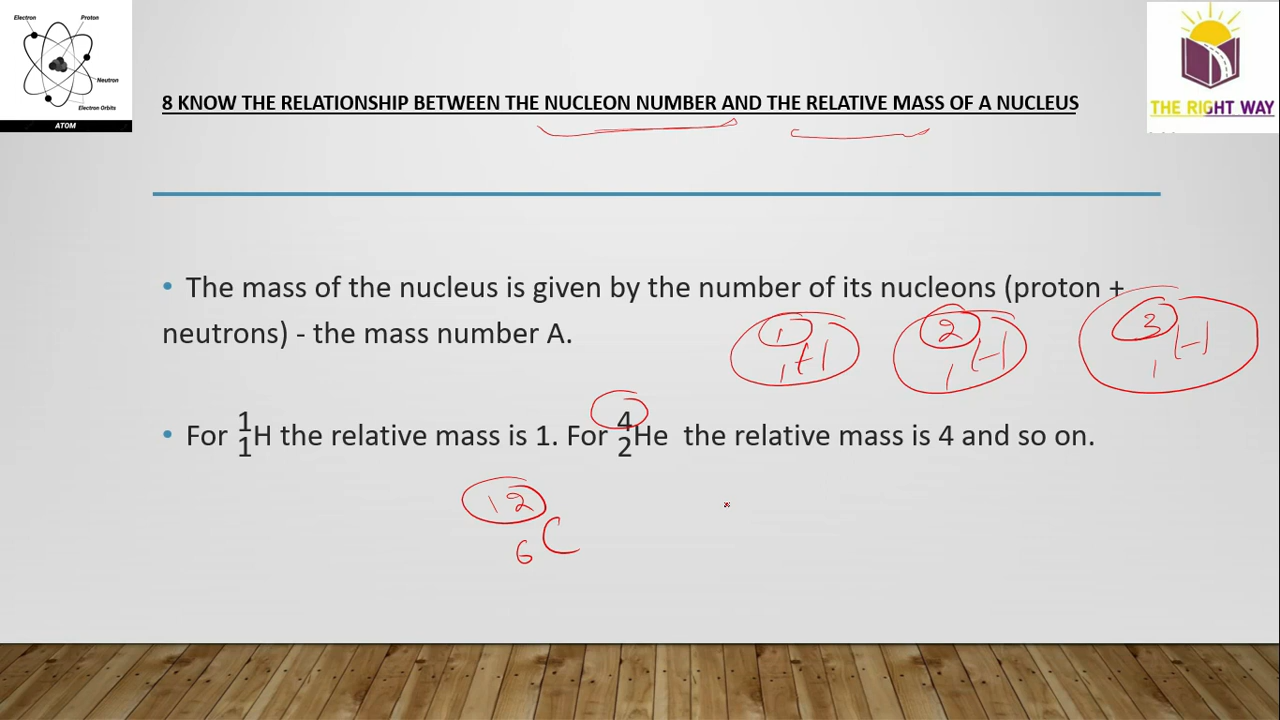 Electron
Proton
Neutron
Electron Orbits
ATOM
THE RIGHT WAY
8 KNOW THE RELATIONSHIP BETWEEN THE NUCLEON NUMBER AND THE RELATIVE MASS OF A NUCLEUS
• The mass of the nucleus is given by the number of its nucleons (proton +
neutrons) - the mass number A.
1 1 H 2 1 H 3 1 H
• For 1 1 H the relative mass is 1. For 4 2 He the relative mass is 4 and so on.
12 6 C